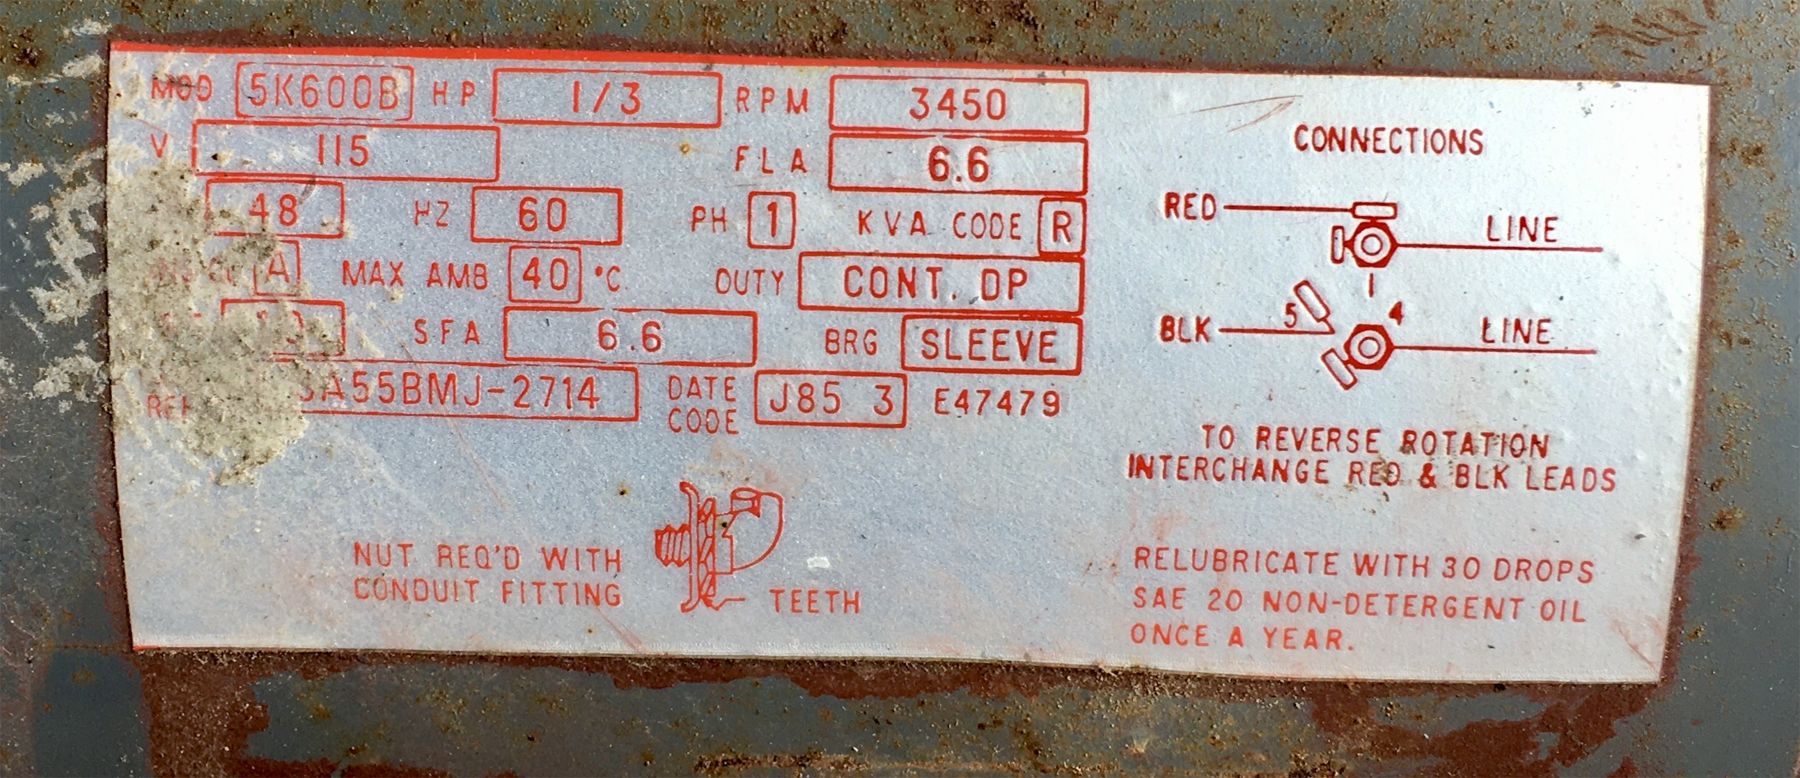 MOD 5K600B HP 1/3 RPM 3450
V 115 FLA 6.6
48 HZ 60 PH 1 KVA CODE R
A MAX AMB 40 °C DUTY CONT. DP
SFA 6.6 BRG SLEEVE
A55BMJ-2714 DATE CODE J85 3 E47479
NUT REQ'D WITH
CONDUIT FITTING
TEETH
CONNECTIONS
RED LINE
1
5 4
BLK LINE
TO REVERSE ROTATION
INTERCHANGE RED & BLK LEADS
RELUBRICATE WITH 30 DROPS
SAE 20 NON-DETERGENT OIL
ONCE A YEAR.